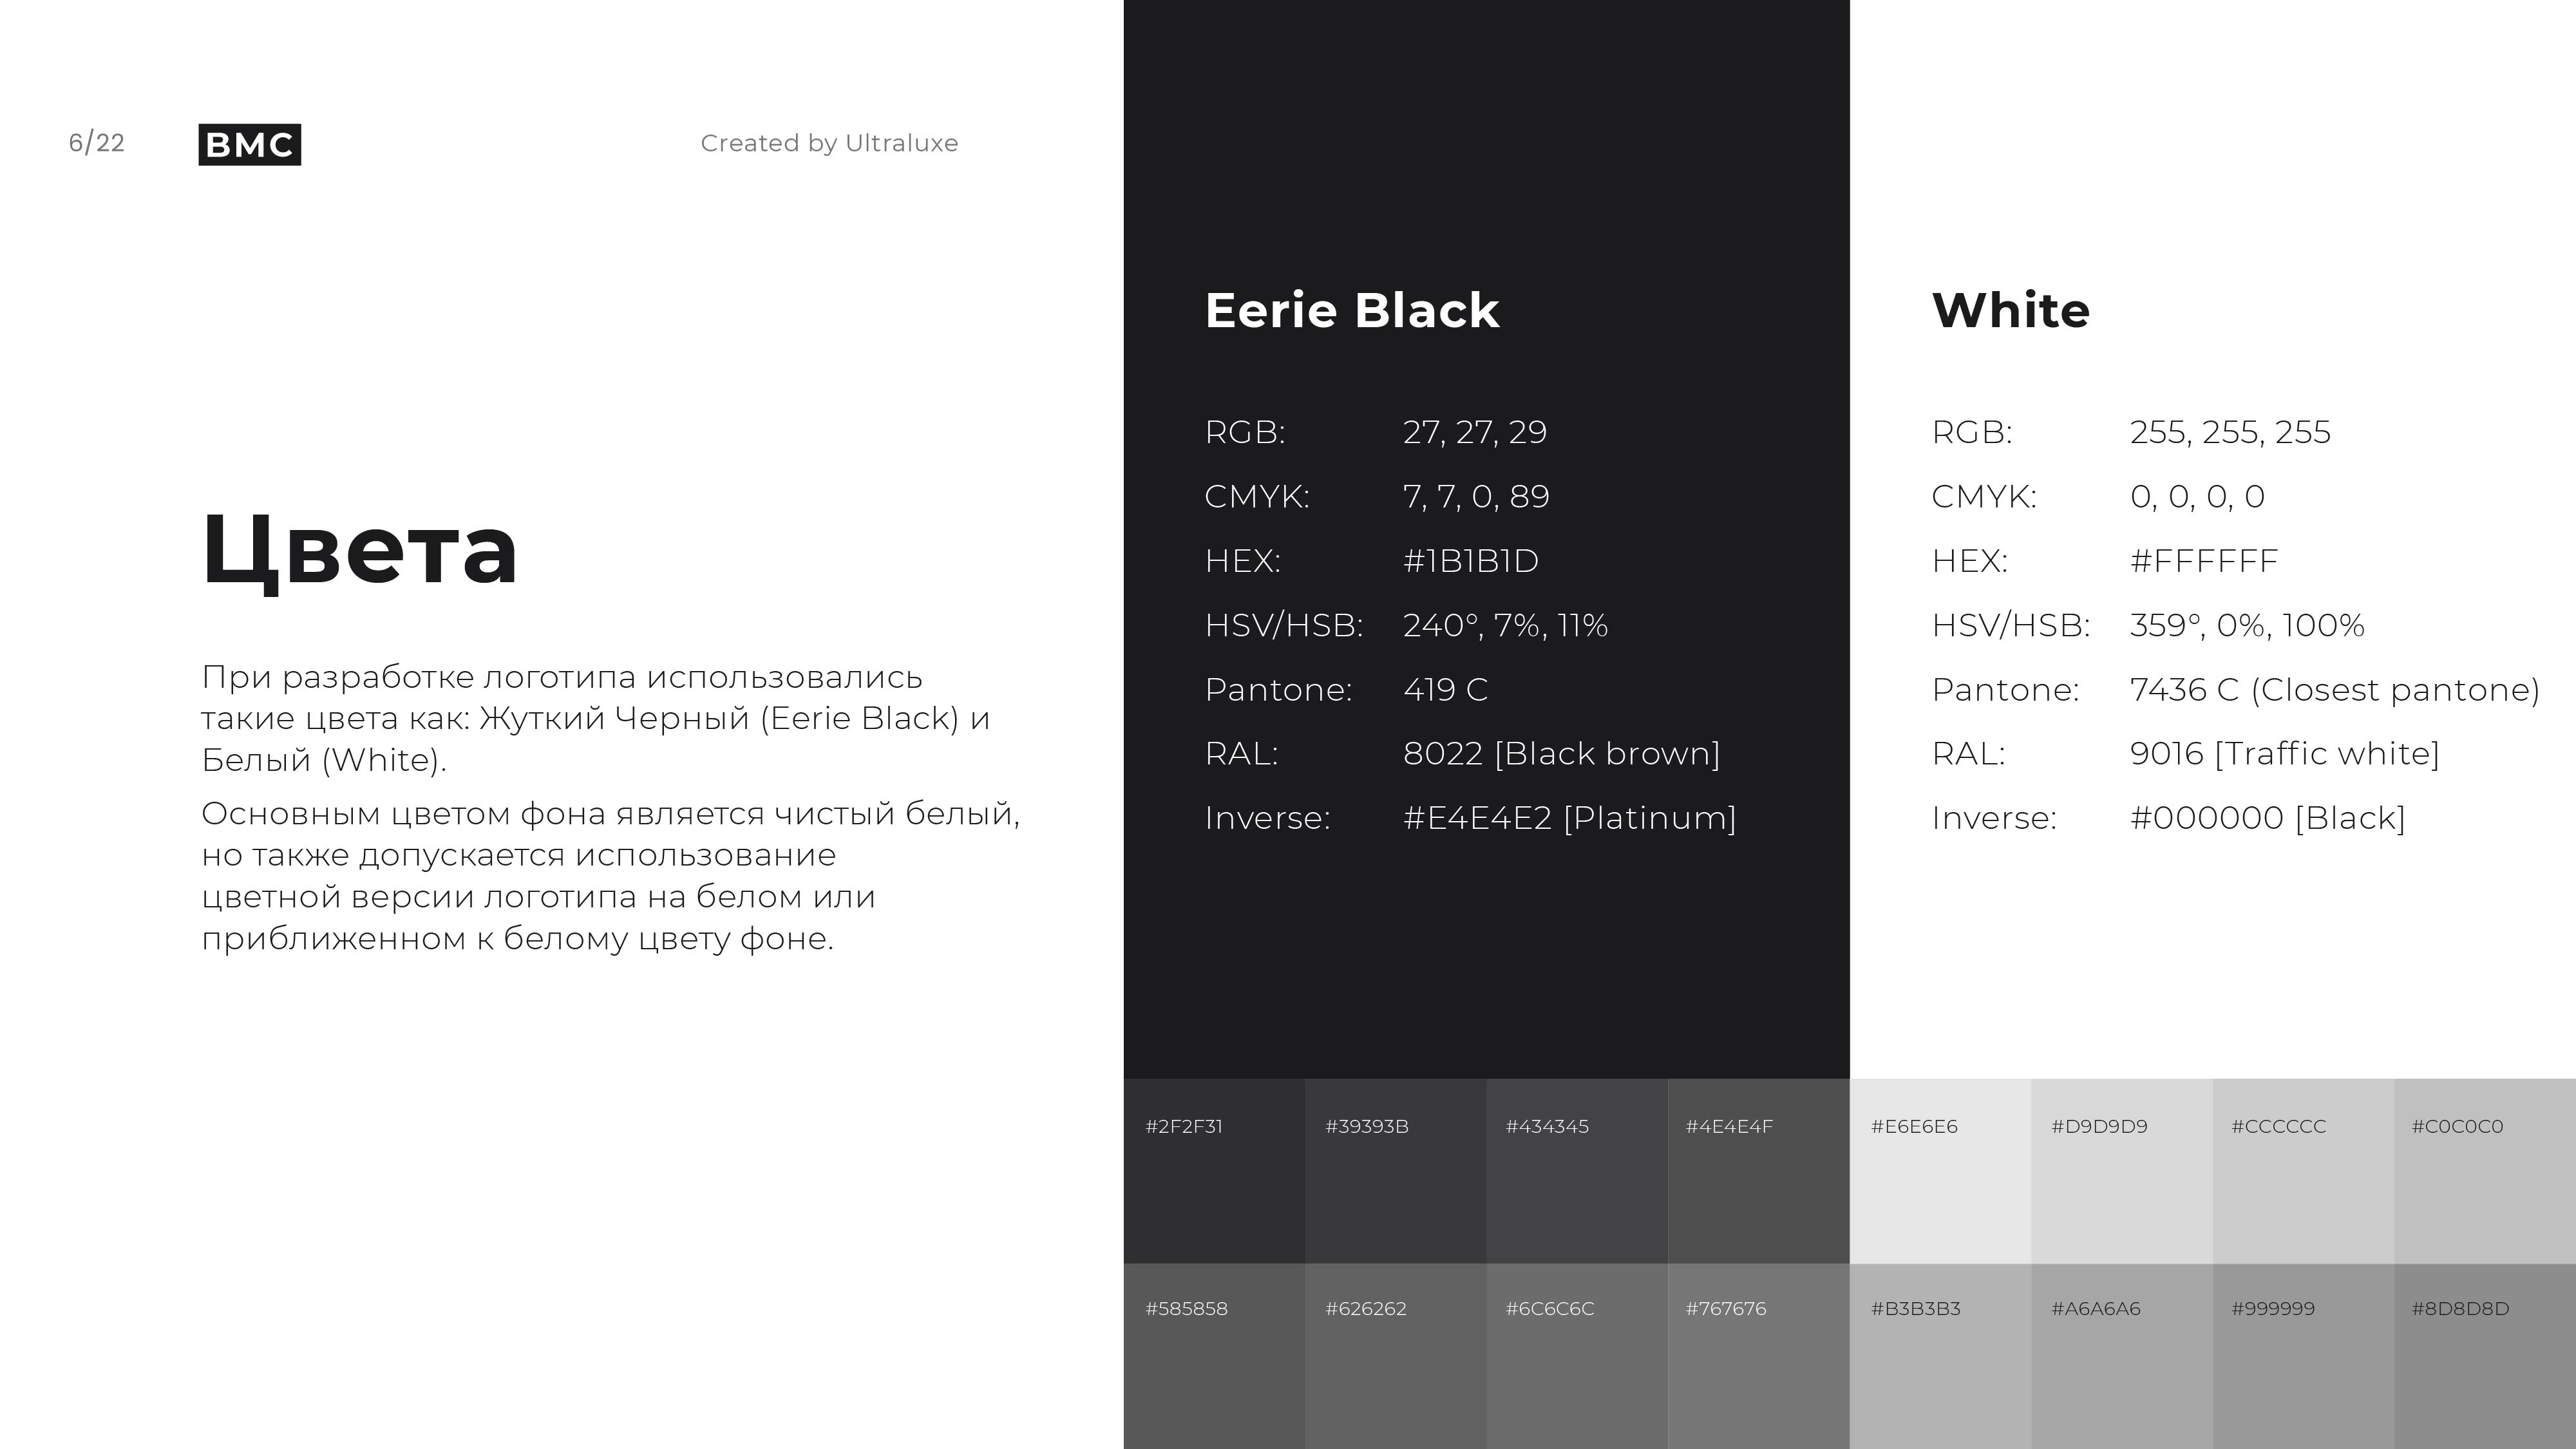 6/22
BMC
Created by Ultraluxe
Цвета
При разработке логотипа использовались
такие цвета как: Жуткий Черный (Eerie Black) и
Белый (White).
Основным цветом фона является чистый белый,
но также допускается использование
цветной версии логотипа на белом или
приближенном к белому цвету фоне.
Eerie Black
RGB: 27, 27, 29
CMYK: 7, 7, 0, 89
HEX: #1B1B1D
HSV/HSB: 240°, 7%, 11%
Pantone: 419 C
RAL: 8022 [Black brown]
Inverse: #E4E4E2 [Platinum]
White
RGB: 255, 255, 255
CMYK: 0, 0, 0, 0
HEX: #FFFFFF
HSV/HSB: 359°, 0%, 100%
Pantone: 7436 C (Closest pantone)
RAL: 9016 [Traffic white]
Inverse: #000000 [Black]
#2F2F31 #39393B #434345 #4E4E4F #E6E6E6 #D9D9D9 #CCCCCC #C0C0C0
#585858 #626262 #6C6C6C #767676 #B3B3B3 #A6A6A6 #999999 #8D8D8D